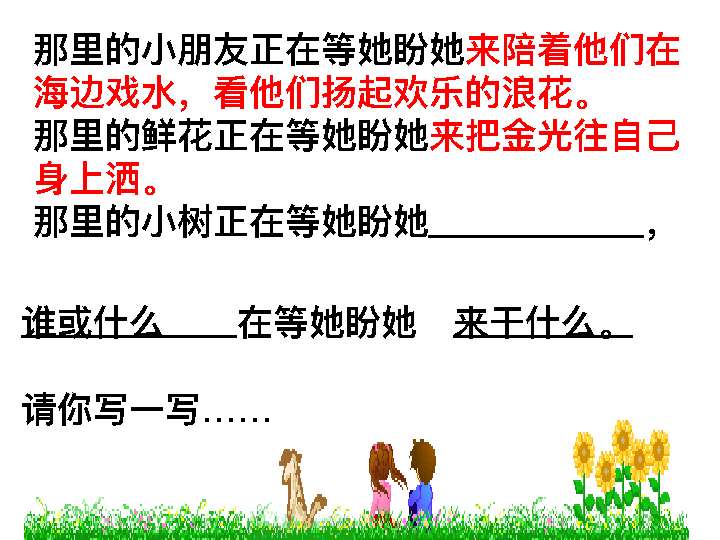 那里的小朋友正在等她盼她来陪着他们在
海边戏水，看他们扬起欢乐的浪花。
那里的鲜花正在等她盼她来把金光往自己
身上洒。
那里的小树正在等她盼她____________，
谁或什么____在等她盼她 来干什么。
请你写一写……